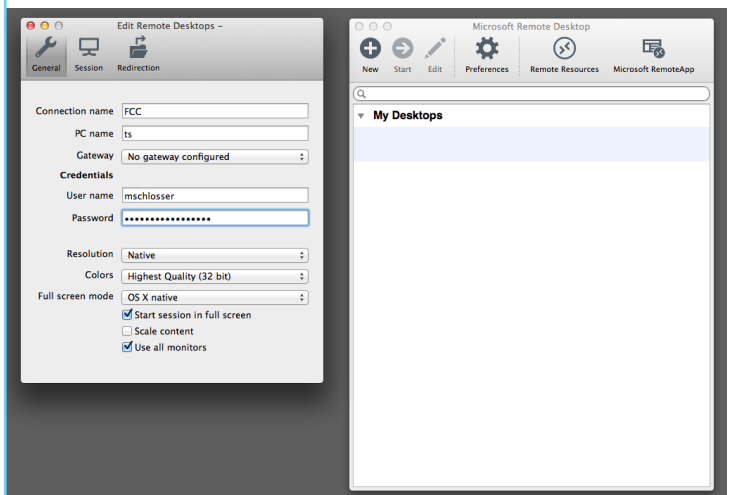 Edit Remote Desktops –
General Session Redirection
Connection name FCC
PC name ts
Gateway No gateway configured
Credentials
User name mschlosser
Password ••••••••••••••••
Resolution Native
Colors Highest Quality (32 bit)
Full screen mode OS X native
Start session in full screen
Scale content
Use all monitors
Microsoft Remote Desktop
New Start Edit Preferences Remote Resources Microsoft RemoteApp
My Desktops